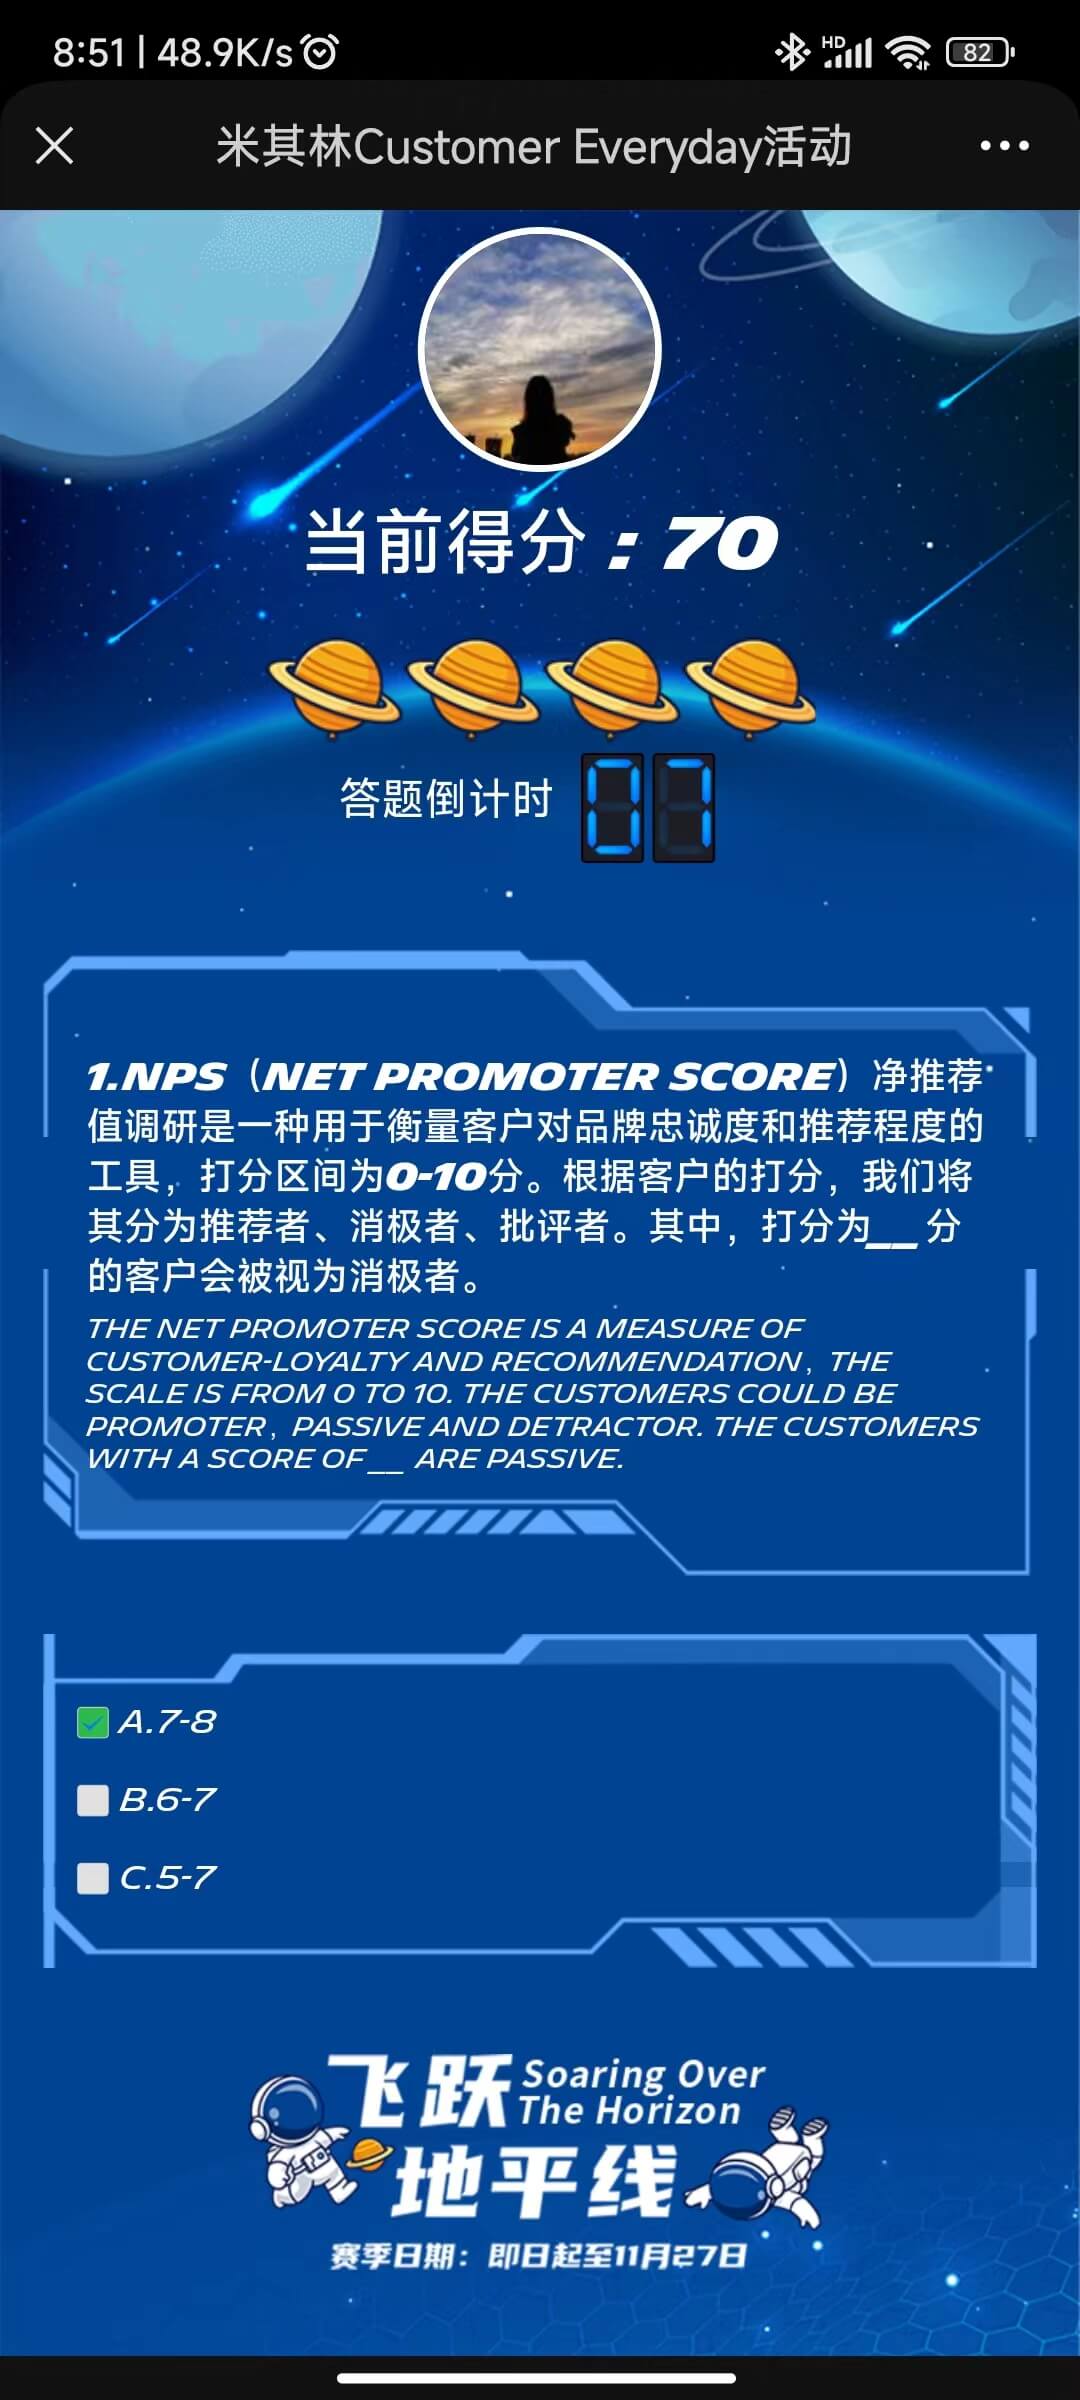 8:51 | 48.9K/s
HD
82
米其林Customer Everyday活动
当前得分:70
答题倒计时 07
1.NPS（NET PROMOTER SCORE）净推荐
值调研是一种用于衡量客户对品牌忠诚度和推荐程度的
工具，打分区间为0-10分。根据客户的打分，我们将
其分为推荐者、消极者、批评者。其中，打分为__分
的客户会被视为消极者。
THE NET PROMOTER SCORE IS A MEASURE OF
CUSTOMER-LOYALTY AND RECOMMENDATION，THE
SCALE IS FROM 0 TO 10. THE CUSTOMERS COULD BE
PROMOTER，PASSIVE AND DETRACTOR. THE CUSTOMERS
WITH A SCORE OF__ ARE PASSIVE.
A.7-8
B.6-7
C.5-7
飞跃 Soaring Over
The Horizon
地平线
赛季日期：即日起至11月27日